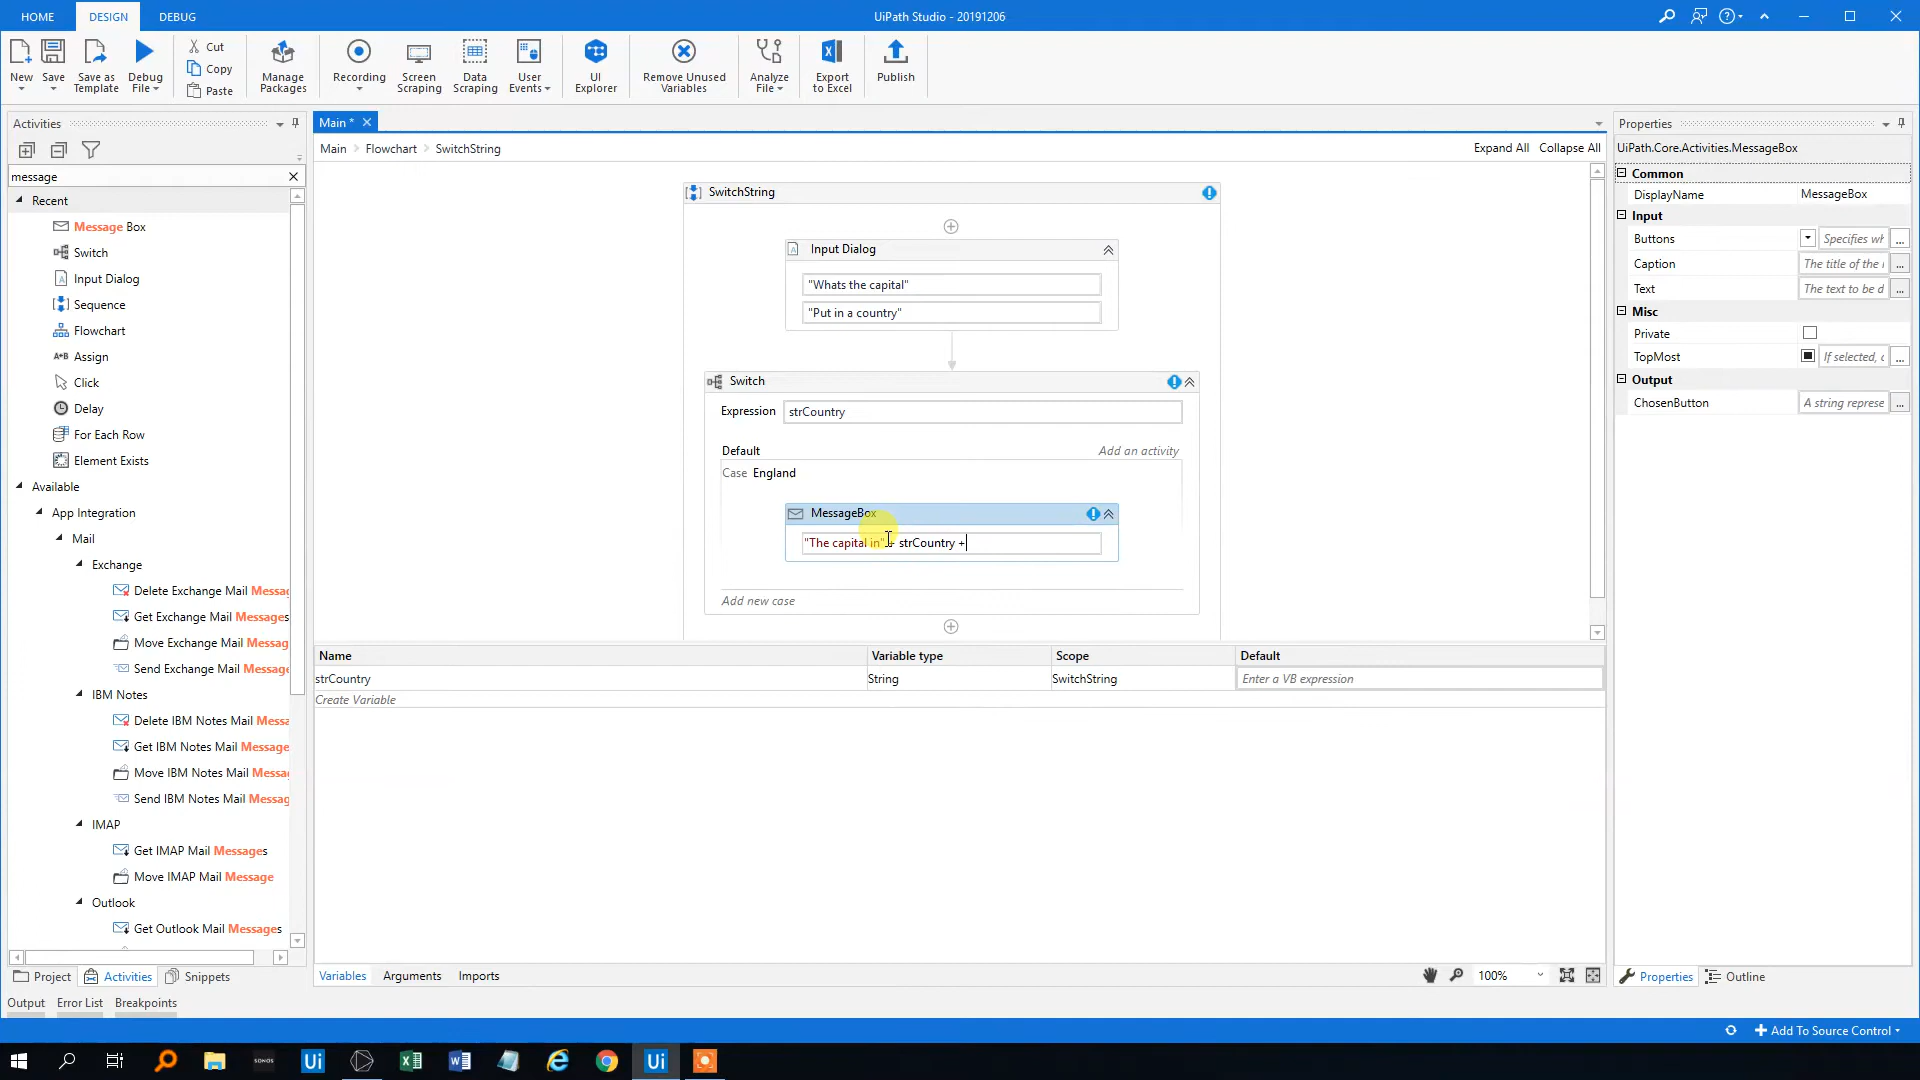 HOME
DESIGN
DEBUG
UiPath Studio - 20191206
New
Save
Save as
Template
Debug
File
Cut
Copy
Paste
Manage
Packages
Recording
Screen
Scraping
Data
Scraping
User
Events
UI
Explorer
Remove Unused
Variables
Analyze
File
Export
to Excel
Publish
Activities
message
Recent
Message Box
Switch
Input Dialog
Sequence
Flowchart
A+B Assign
Click
Delay
For Each Row
Element Exists
Available
App Integration
Mail
Exchange
Delete Exchange Mail Messag
Get Exchange Mail Messages
Move Exchange Mail Messag
Send Exchange Mail Message
IBM Notes
Delete IBM Notes Mail Messa
Get IBM Notes Mail Message
Move IBM Notes Mail Messa
Send IBM Notes Mail Messag
IMAP
Get IMAP Mail Messages
Move IMAP Mail Message
Outlook
Get Outlook Mail Messages
Project
Activities
Snippets
Output
Error List
Breakpoints
Main *
Main > Flowchart > SwitchString
Expand All
Collapse All
SwitchString
Input Dialog
"Whats the capital"
"Put in a country"
Switch
Expression
strCountry
Default
Add an activity
Case England
MessageBox
"The capital in" + strCountry +
Add new case
Name
Variable type
Scope
Default
strCountry
String
SwitchString
Enter a VB expression
Create Variable
Variables
Arguments
Imports
100%
Properties
UiPath.Core.Activities.MessageBox
Common
DisplayName
MessageBox
Input
Buttons
Specifies wh
...
Caption
The title of the
...
Text
The text to be d
...
Misc
Private
TopMost
If selected,
...
Output
ChosenButton
A string represe
...
Properties
Outline
Add To Source Control
SONOS
Ui
Ui